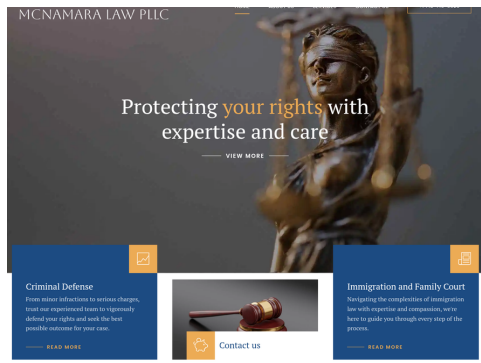 MCNAMARA LAW PLLC
Protecting your rights with
expertise and care
VIEW MORE
Criminal Defense
From minor infractions to serious charges,
trust our experienced team to vigorously
defend your rights and seek the best
possible outcome for your case.
READ MORE
Contact us
Immigration and Family Court
Navigating the complexities of immigration
law with expertise and compassion, we're
here to guide you through every step of the
process.
READ MORE